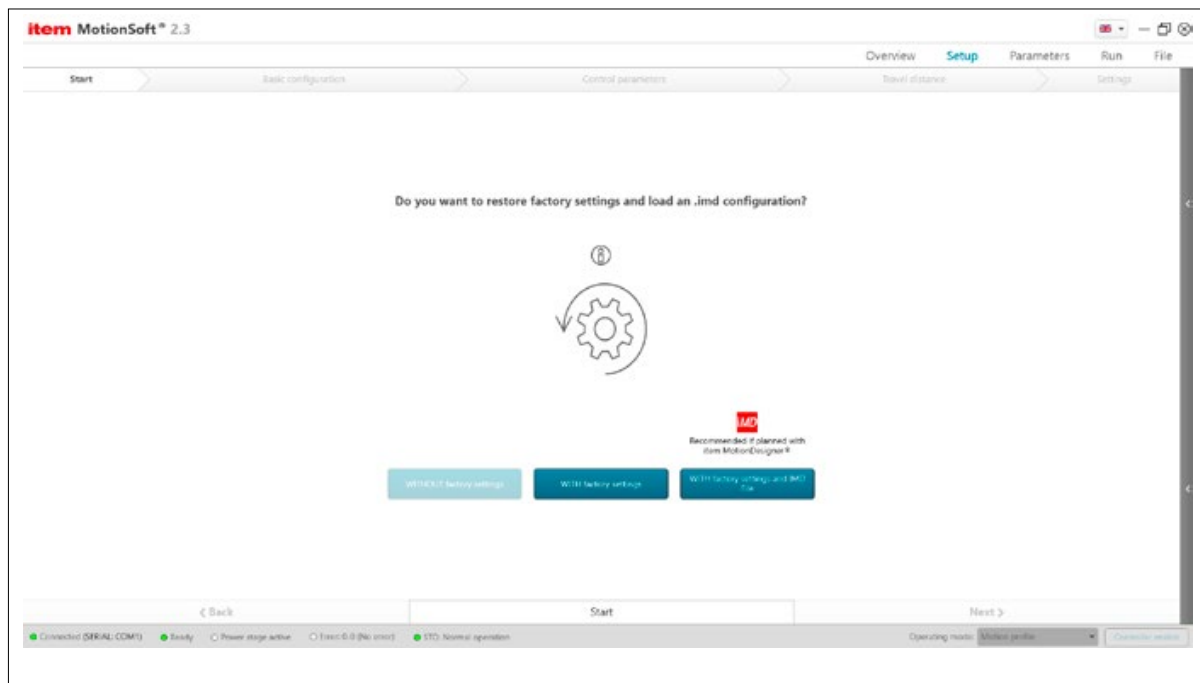 item MotionSoft® 2.3
Overview Setup Parameters Run File
Start Basic configuration Control parameters Travel distance Settings
Do you want to restore factory settings and load an .imd configuration?
IMD
Recommended if planned with
item MotionDesigner®
WITHOUT factory settings WITH factory settings WITH factory settings and IMD
file
< Back Start Next >
Connected (SERIAL: COM1) Ready Power stage active Error: 0.0 (No error) STO: Normal operation Operating mode: Motion profile